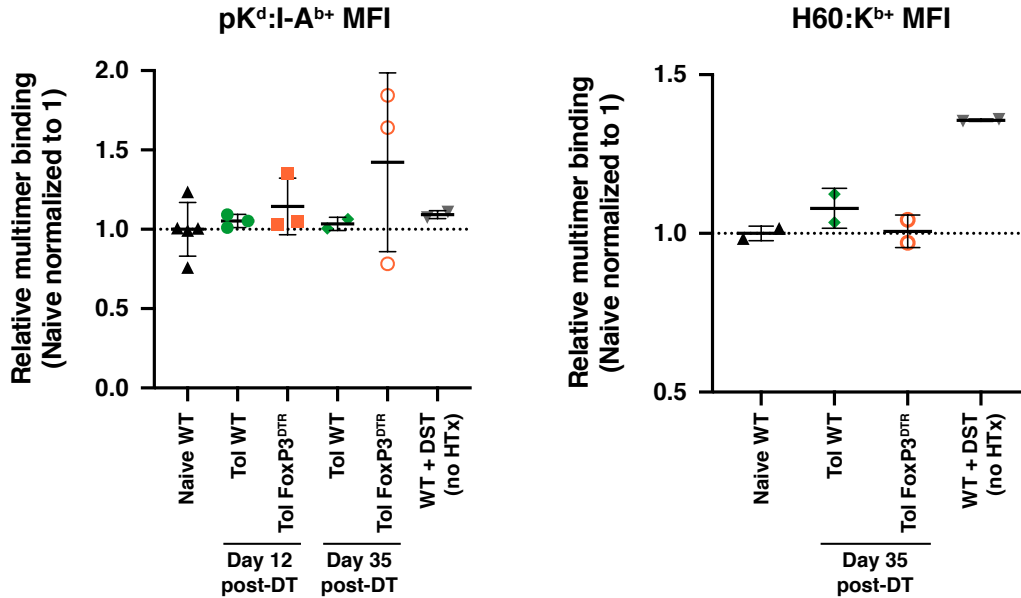 pKᵈ:I-Aᵇ⁺ MFI
Relative multimer binding
(Naive normalized to 1)
2.0
1.5
1.0
0.5
0.0
Naive WT
Tol WT
Tol FoxP3ᴰᵀᴿ
Tol WT
Tol FoxP3ᴰᵀᴿ
WT + DST
(no HTx)
Day 12
post-DT
Day 35
post-DT
H60:Kᵇ⁺ MFI
Relative multimer binding
(Naive normalized to 1)
1.5
1.0
0.5
Naive WT
Tol WT
Tol FoxP3ᴰᵀᴿ
WT + DST
(no HTx)
Day 35
post-DT